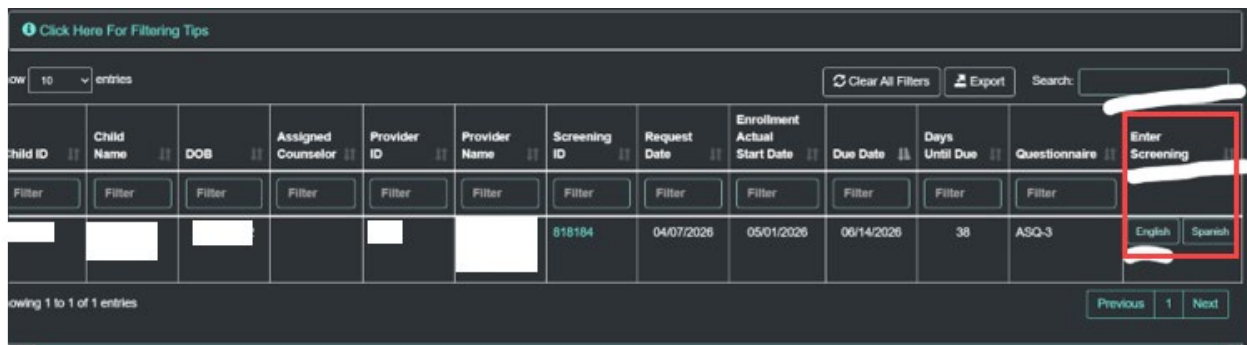 Click Here For Filtering Tips
10 entries
Clear All Filters Export Search:
Child ID Child Name DOB Assigned Counselor Provider ID Provider Name Screening ID Request Date Enrollment Actual Start Date Due Date Days Until Due Questionnaire Enter Screening
Filter Filter Filter Filter Filter Filter Filter Filter Filter Filter Filter Filter
818184 04/07/2026 05/01/2026 06/14/2026 38 ASQ-3 English Spanish
owing 1 to 1 of 1 entries
Previous 1 Next